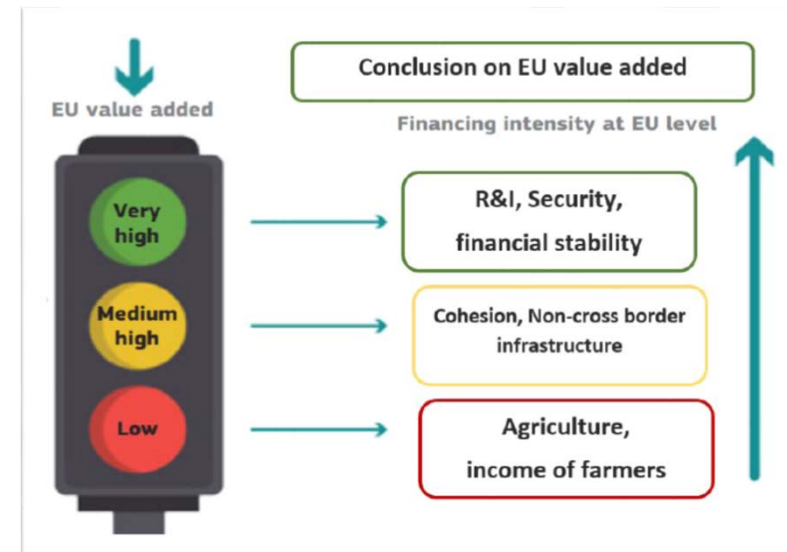 Conclusion on EU value added
EU value added
Financing intensity at EU level
Very
high
R&I, Security,
financial stability
Medium
high
Cohesion, Non-cross border
infrastructure
Low
Agriculture,
income of farmers